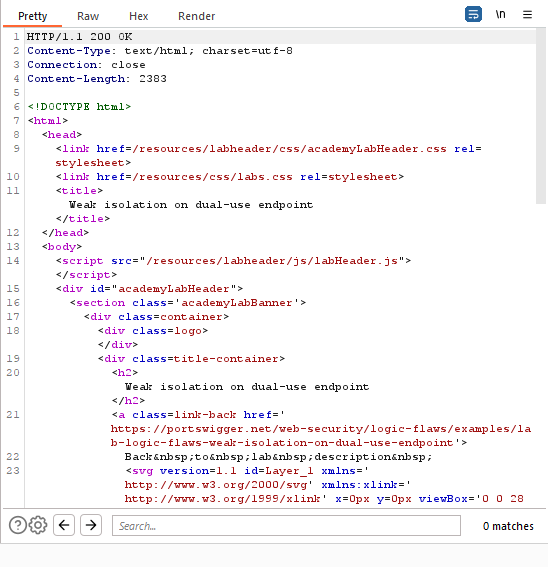 Pretty Raw Hex Render \n
1 HTTP/1.1 200 OK
2 Content-Type: text/html; charset=utf-8
3 Connection: close
4 Content-Length: 2383
5
6 <!DOCTYPE html>
7 <html>
8 <head>
9 <link href=/resources/labheader/css/academyLabHeader.css rel=
stylesheet>
10 <link href=/resources/css/labs.css rel=stylesheet>
11 <title>
Weak isolation on dual-use endpoint
</title>
12 </head>
13 <body>
14 <script src="/resources/labheader/js/labHeader.js">
</script>
15 <div id="academyLabHeader">
16 <section class='academyLabBanner'>
17 <div class=container>
18 <div class=logo>
</div>
19 <div class=title-container>
20 <h2>
Weak isolation on dual-use endpoint
</h2>
21 <a class=link-back href='
https://portswigger.net/web-security/logic-flaws/examples/la
b-logic-flaws-weak-isolation-on-dual-use-endpoint'>
22 Back&nbsp;to&nbsp;lab&nbsp;description&nbsp;
23 <svg version=1.1 id=Layer_1 xmlns='
http://www.w3.org/2000/svg' xmlns:xlink='
http://www.w3.org/1999/xlink' x=0px y=0px viewBox='0 0 28
? Search... 0 matches